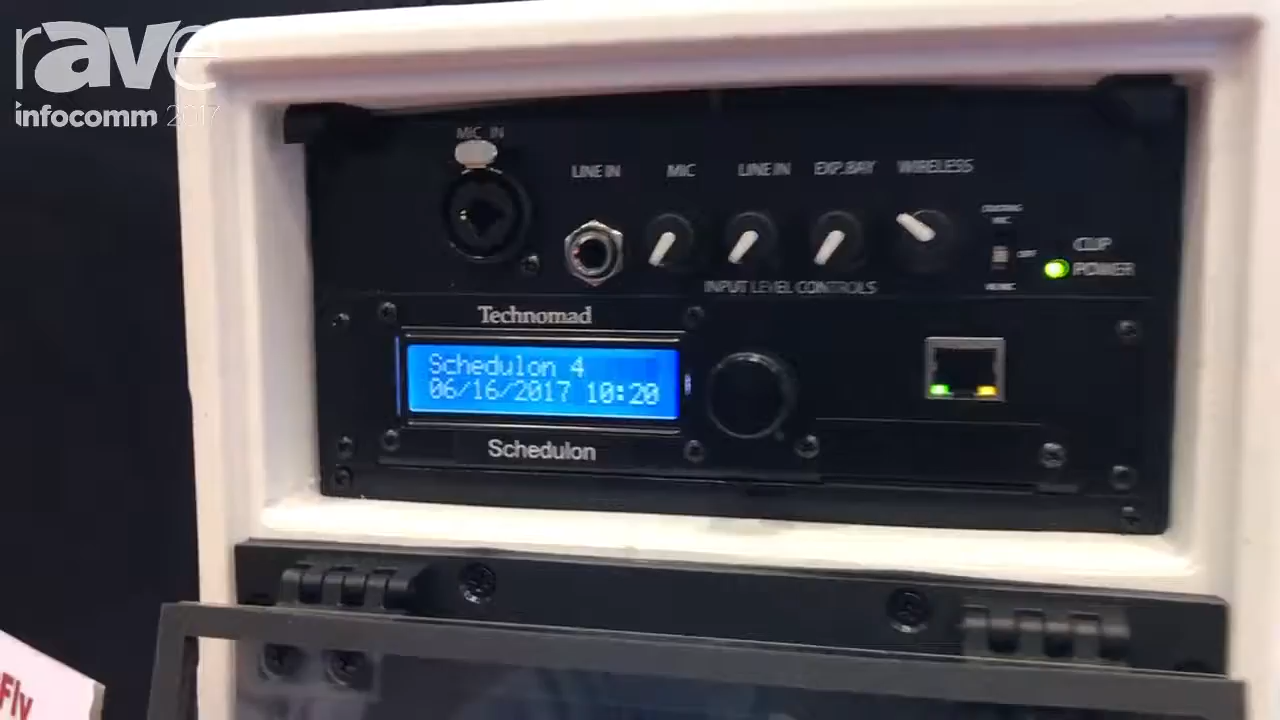 rave
infocomm 2017
MIC IN
LINE IN
MIC
LINE IN
EXP. BAY
WIRELESS
CLIP
POWER
INPUT LEVEL CONTROLS
Technomad
Schedulon 4
06/16/2017 10:20
Schedulon
Fly